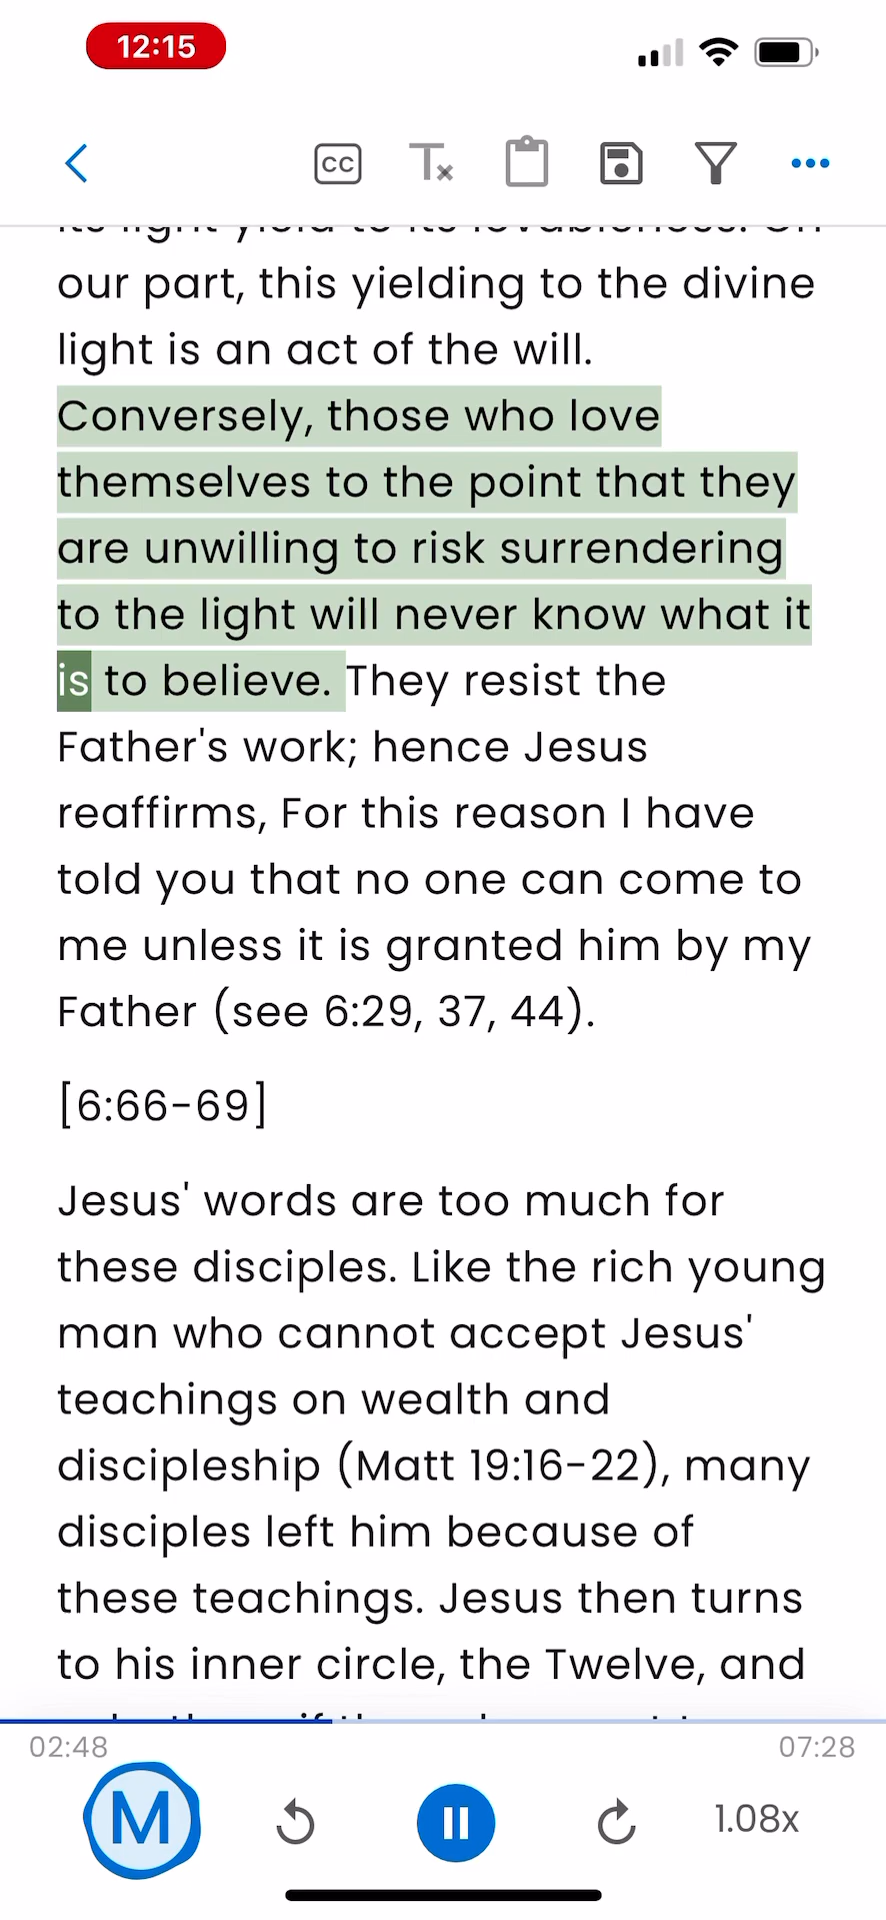 12:15
CC
Tx
our part, this yielding to the divine
light is an act of the will.
Conversely, those who love
themselves to the point that they
are unwilling to risk surrendering
to the light will never know what it
is to believe. They resist the
Father's work; hence Jesus
reaffirms, For this reason I have
told you that no one can come to
me unless it is granted him by my
Father (see 6:29, 37, 44).
[6:66-69]
Jesus' words are too much for
these disciples. Like the rich young
man who cannot accept Jesus'
teachings on wealth and
discipleship (Matt 19:16-22), many
disciples left him because of
these teachings. Jesus then turns
to his inner circle, the Twelve, and
02:48
07:28
M
1.08x